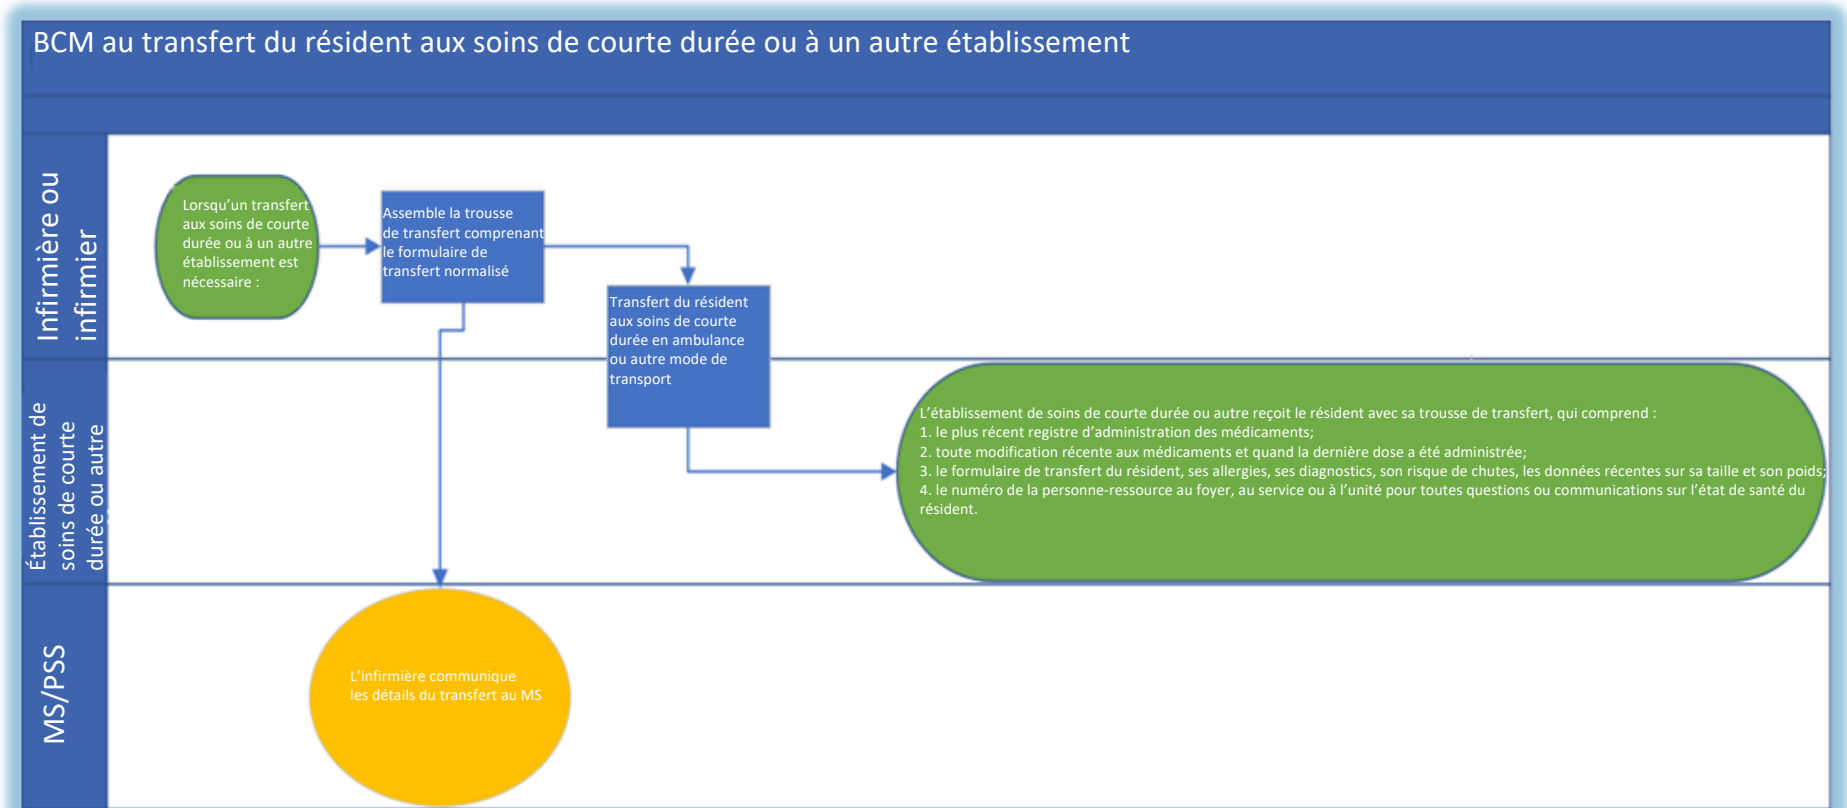 BCM au transfert du résident aux soins de courte durée ou à un autre établissement
Infirmière ou
infirmier
Lorsqu'un transfert
aux soins de courte
durée ou à un autre
établissement est
nécessaire :
Assemble la trousse
de transfert comprenant
le formulaire de
transfert normalisé
Transfert du résident
aux soins de courte
durée en ambulance
ou autre mode de
transport
Établissement de
soins de courte
durée ou autre
L'établissement de soins de courte durée ou autre reçoit le résident avec sa trousse de transfert, qui comprend :
1. le plus récent registre d'administration des médicaments;
2. toute modification récente aux médicaments et quand la dernière dose a été administrée;
3. le formulaire de transfert du résident, ses allergies, ses diagnostics, son risque de chutes, les données récentes sur sa taille et son poids;
4. le numéro de la personne-ressource au foyer, au service ou à l'unité pour toutes questions ou communications sur l'état de santé du
résident.
MS/PSS
L'infirmière communique
les détails du transfert au MS